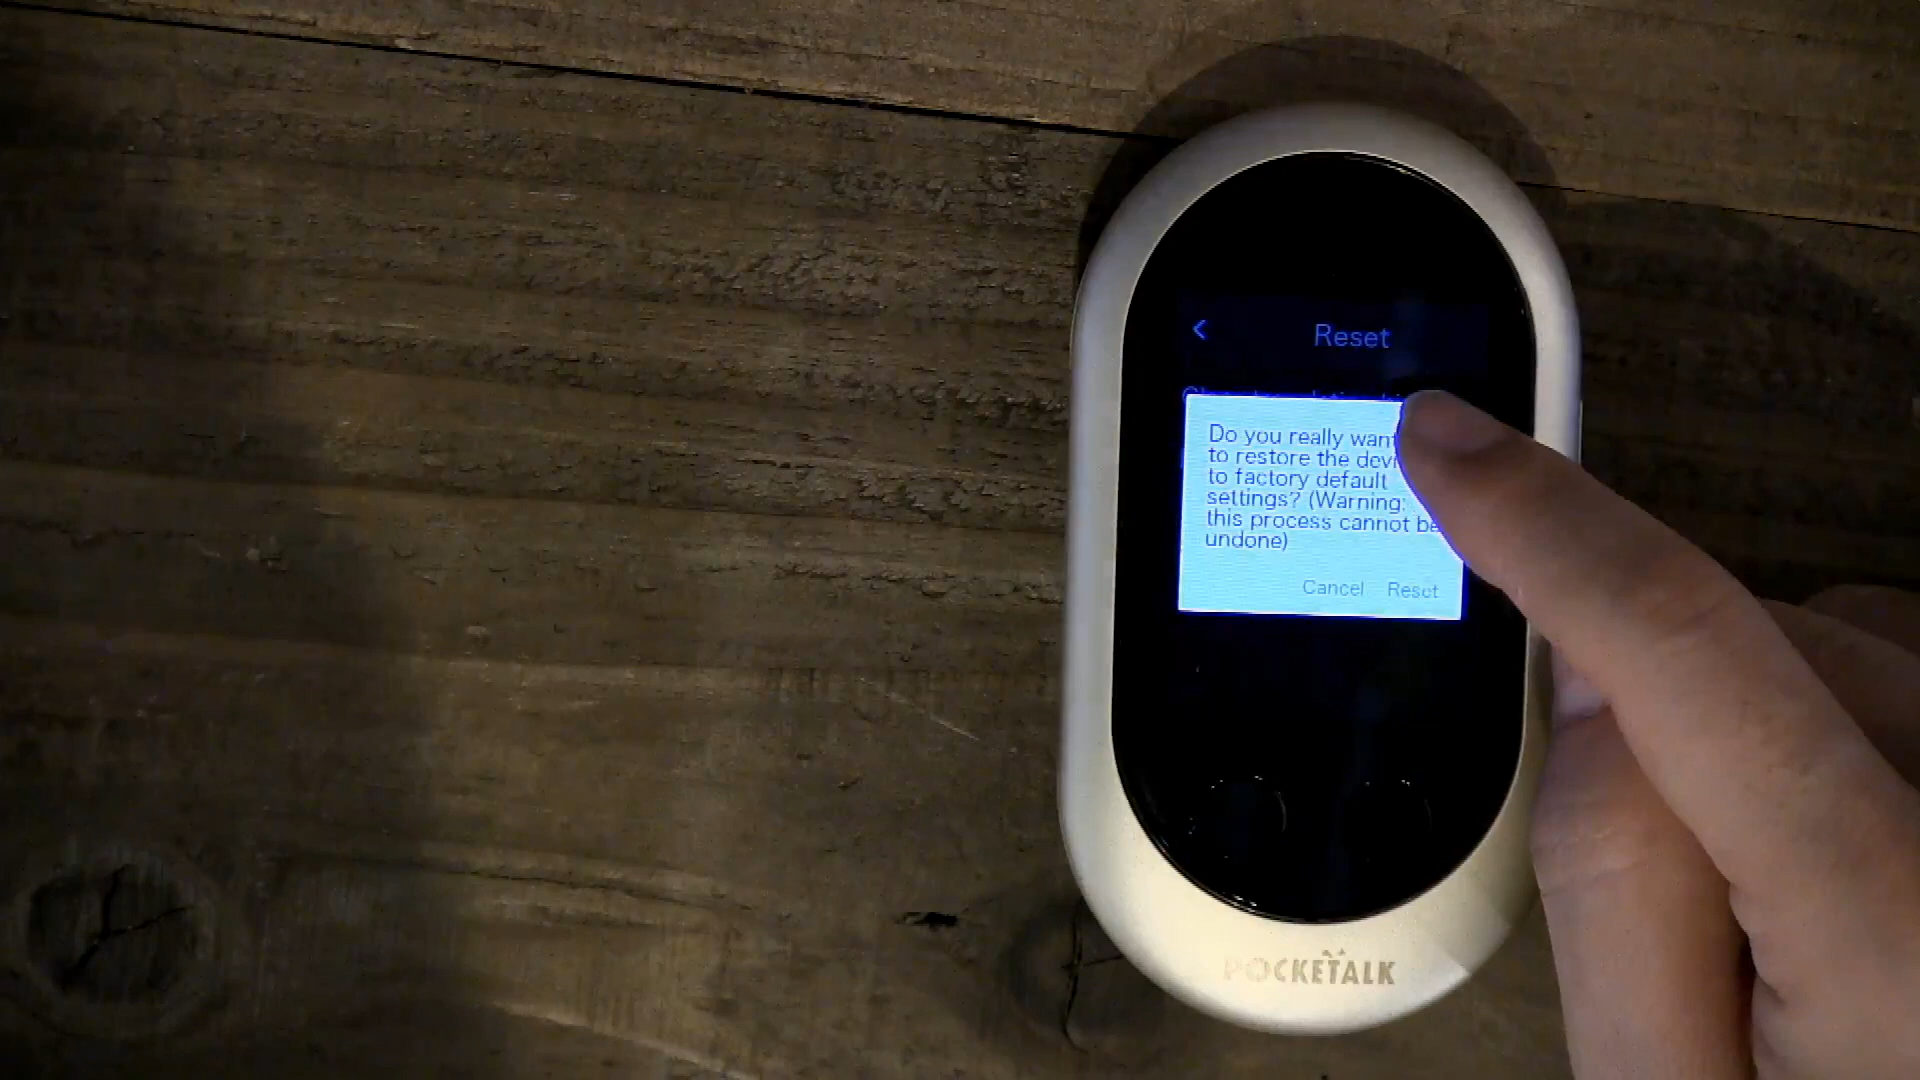 Reset
Do you really want
to restore the
to factory default
settings? (Warning:
this process cannot be
undone)
Cancel Reset
POCKETALK